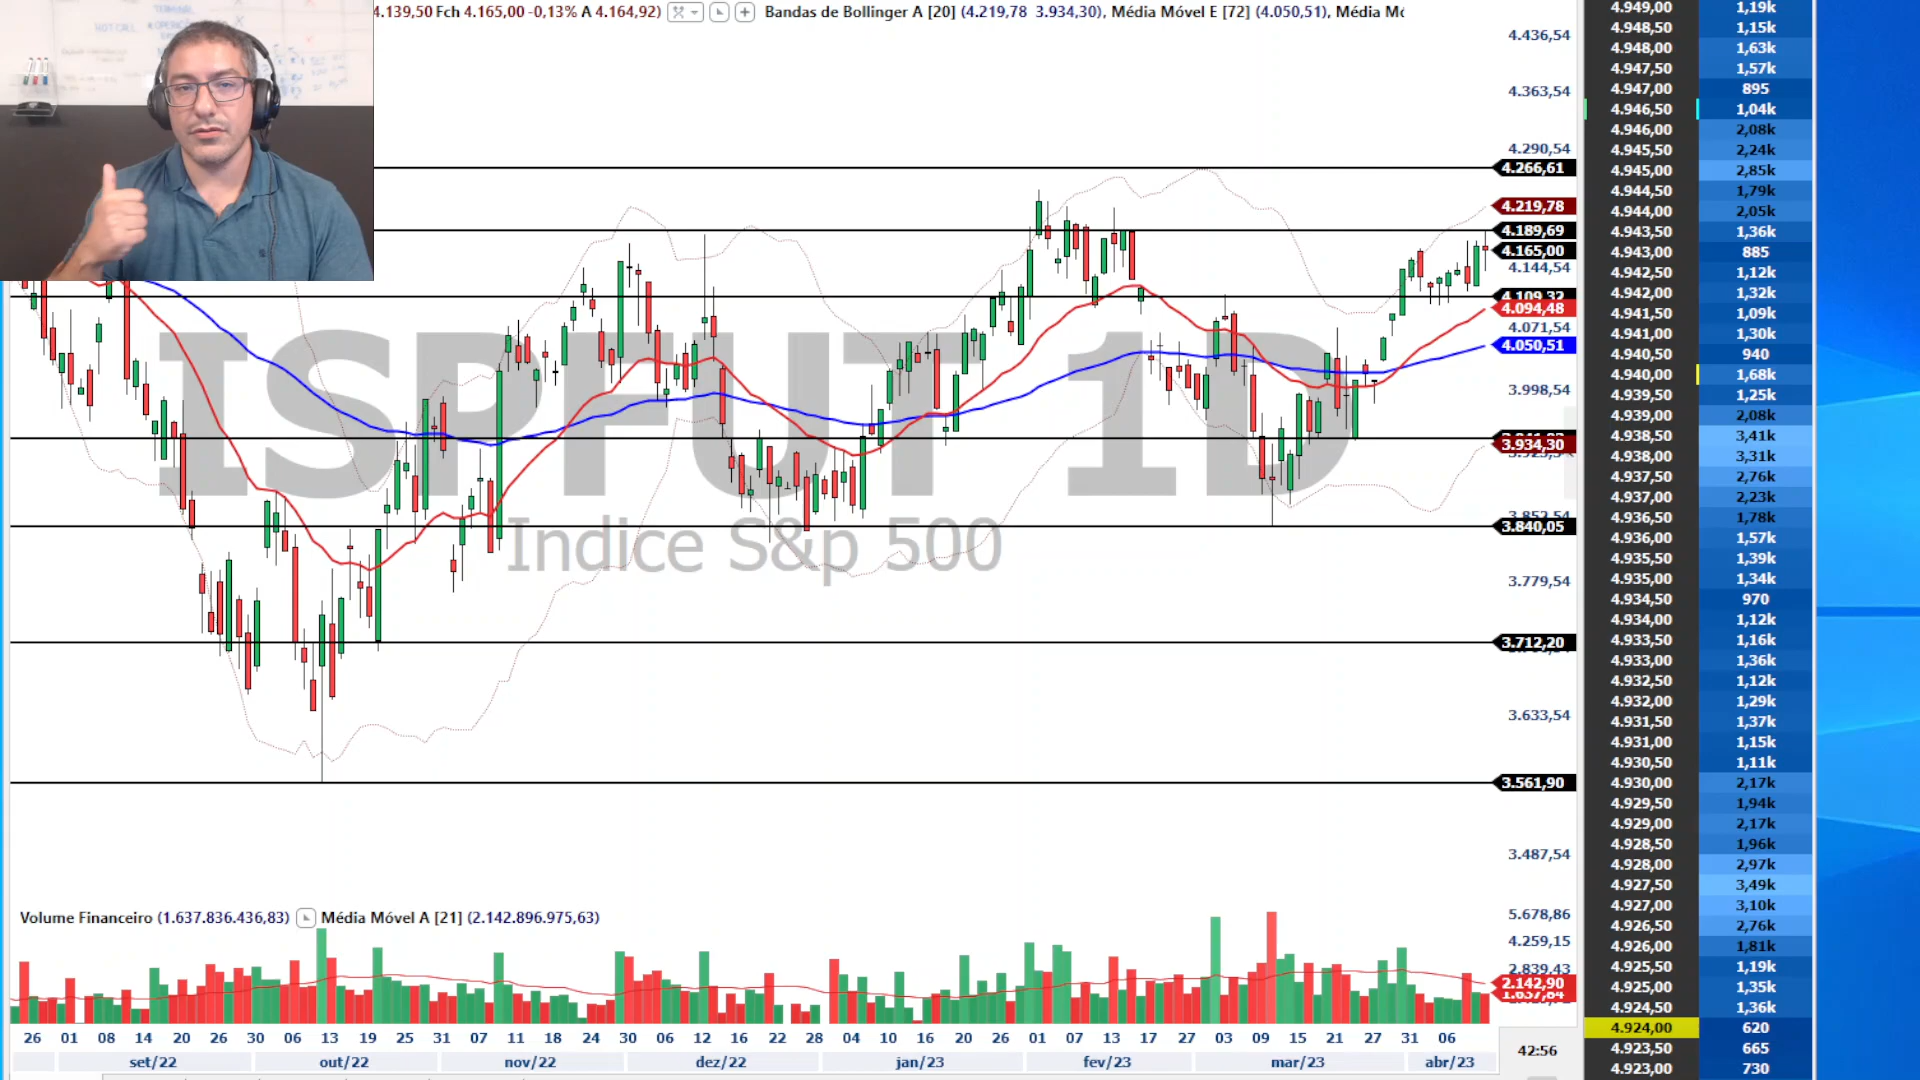 4.139,50 Fch 4.165,00 -0,13% A 4.164,92) Bandas de Bollinger A [20] (4.219,78 3.934,30), Média Móvel E [72] (4.050,51), Média Mó
TERMINAL
HOT CALL
4.436,54
4.363,54
4.290,54
4.266,61
4.219,78
4.189,69
4.165,00
4.144,54
4.109,32
4.094,48
4.071,54
4.050,51
3.998,54
3.934,30
3.852,54
3.840,05
3.779,54
3.712,20
3.633,54
3.561,90
3.487,54
ISPFUT 1D
Indice S&p 500
Volume Financeiro (1.637.836.436,83) Média Móvel A [21] (2.142.896.975,63)
5.678,86
4.259,15
2.839,43
2.142,90
1.637,84
26 01 08 14 20 26 30 06 13 19 25 31 07 11 18 24 30 06 12 16 22 28 04 10 16 20 26 01 07 13 17 27 03 09 15 21 27 31 06
set/22 out/22 nov/22 dez/22 jan/23 fev/23 mar/23 abr/23
42:56
4.949,00 1,19k
4.948,50 1,15k
4.948,00 1,63k
4.947,50 1,57k
4.947,00 895
4.946,50 1,04k
4.946,00 2,08k
4.945,50 2,24k
4.945,00 2,85k
4.944,50 1,79k
4.944,00 2,05k
4.943,50 1,36k
4.943,00 885
4.942,50 1,12k
4.942,00 1,32k
4.941,50 1,09k
4.941,00 1,30k
4.940,50 940
4.940,00 1,68k
4.939,50 1,25k
4.939,00 2,08k
4.938,50 3,41k
4.938,00 3,31k
4.937,50 2,76k
4.937,00 2,23k
4.936,50 1,78k
4.936,00 1,57k
4.935,50 1,39k
4.935,00 1,34k
4.934,50 970
4.934,00 1,12k
4.933,50 1,16k
4.933,00 1,36k
4.932,50 1,12k
4.932,00 1,29k
4.931,50 1,37k
4.931,00 1,15k
4.930,50 1,11k
4.930,00 2,17k
4.929,50 1,94k
4.929,00 2,17k
4.928,50 1,96k
4.928,00 2,97k
4.927,50 3,49k
4.927,00 3,10k
4.926,50 2,76k
4.926,00 1,81k
4.925,50 1,19k
4.925,00 1,35k
4.924,50 1,36k
4.924,00 620
4.923,50 665
4.923,00 730